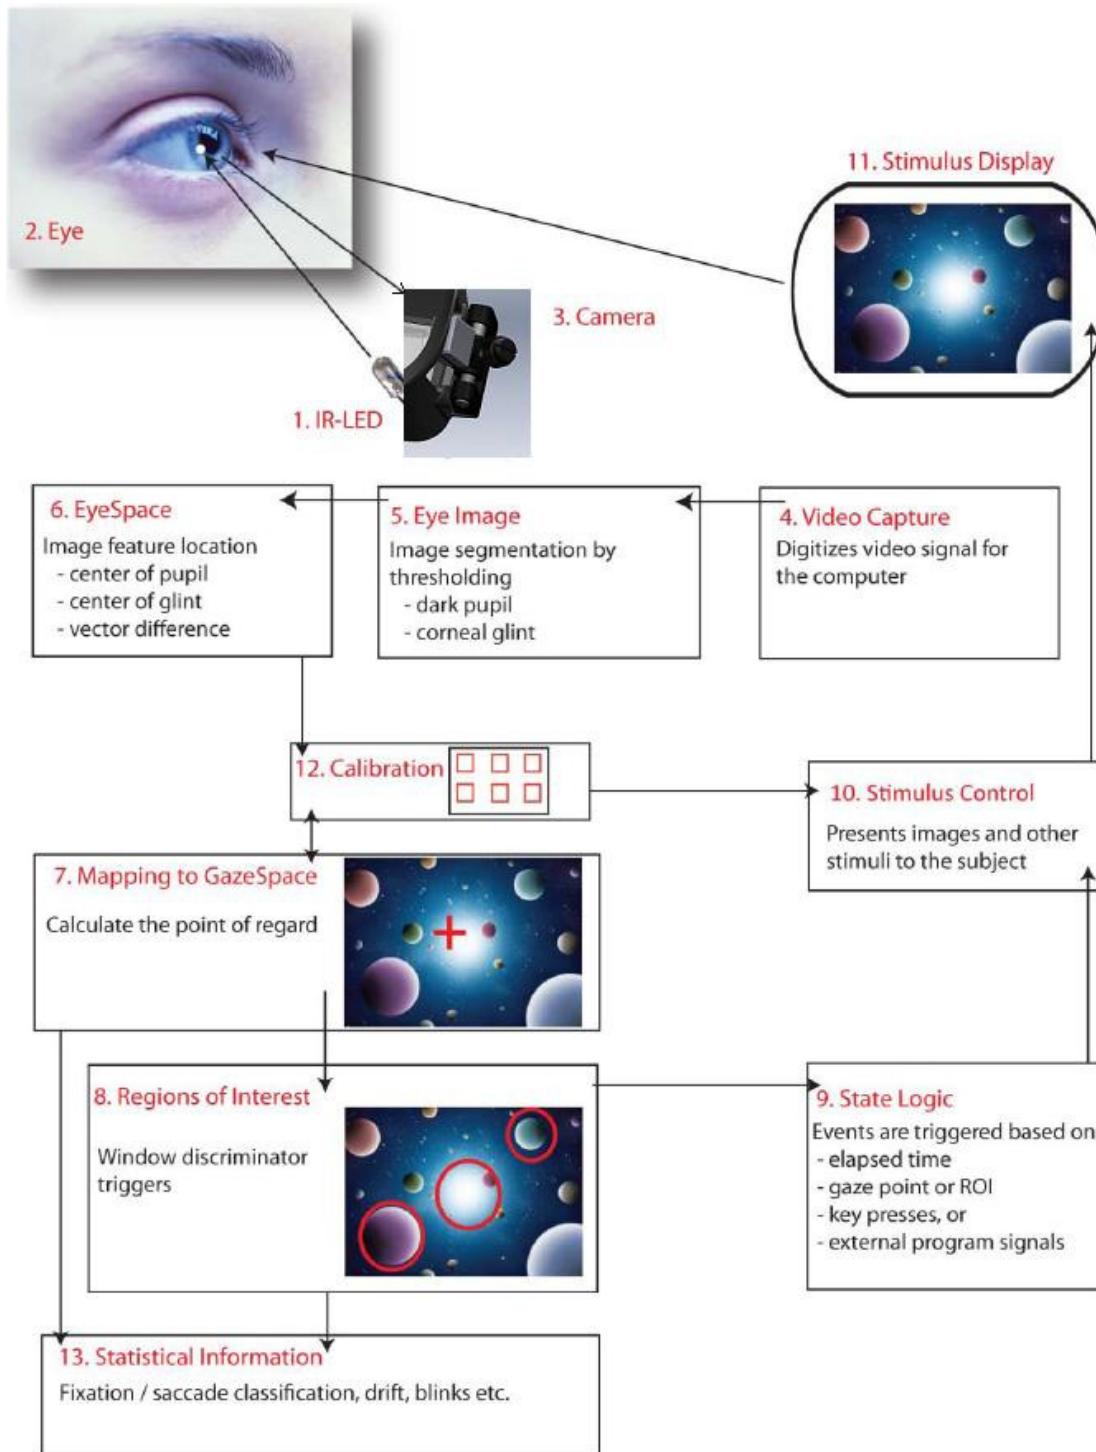 2. Eye
11. Stimulus Display
3. Camera
1. IR-LED
6. EyeSpace
Image feature location
- center of pupil
- center of glint
- vector difference
5. Eye Image
Image segmentation by
thresholding
- dark pupil
- corneal glint
4. Video Capture
Digitizes video signal for
the computer
12. Calibration
10. Stimulus Control
Presents images and other
stimuli to the subject
7. Mapping to GazeSpace
Calculate the point of regard
8. Regions of Interest
Window discriminator
triggers
9. State Logic
Events are triggered based on
- elapsed time
- gaze point or ROI
- key presses, or
- external program signals
13. Statistical Information
Fixation / saccade classification, drift, blinks etc.